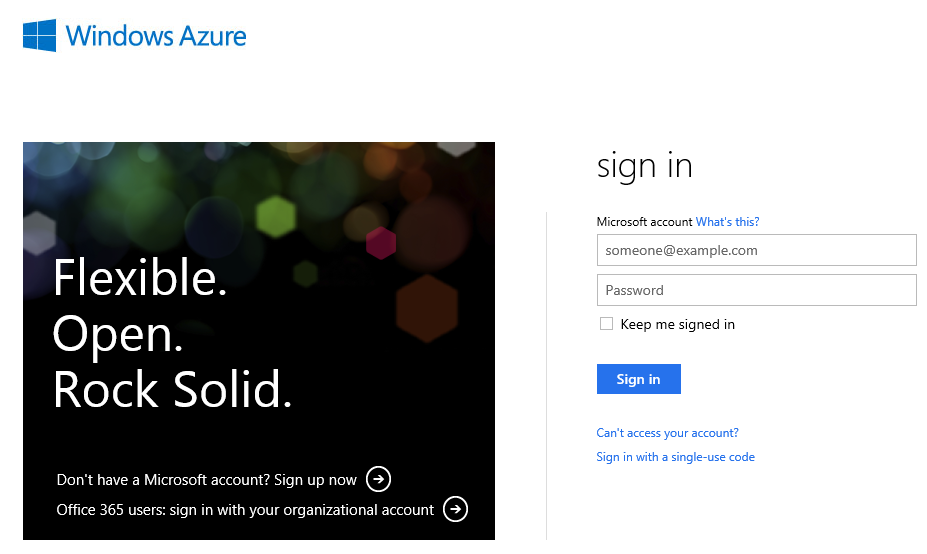 Windows Azure
Flexible.
Open.
Rock Solid.
Don't have a Microsoft account? Sign up now
Office 365 users: sign in with your organizational account
sign in
Microsoft account What's this?
someone@example.com
Password
Keep me signed in
Sign in
Can't access your account?
Sign in with a single-use code